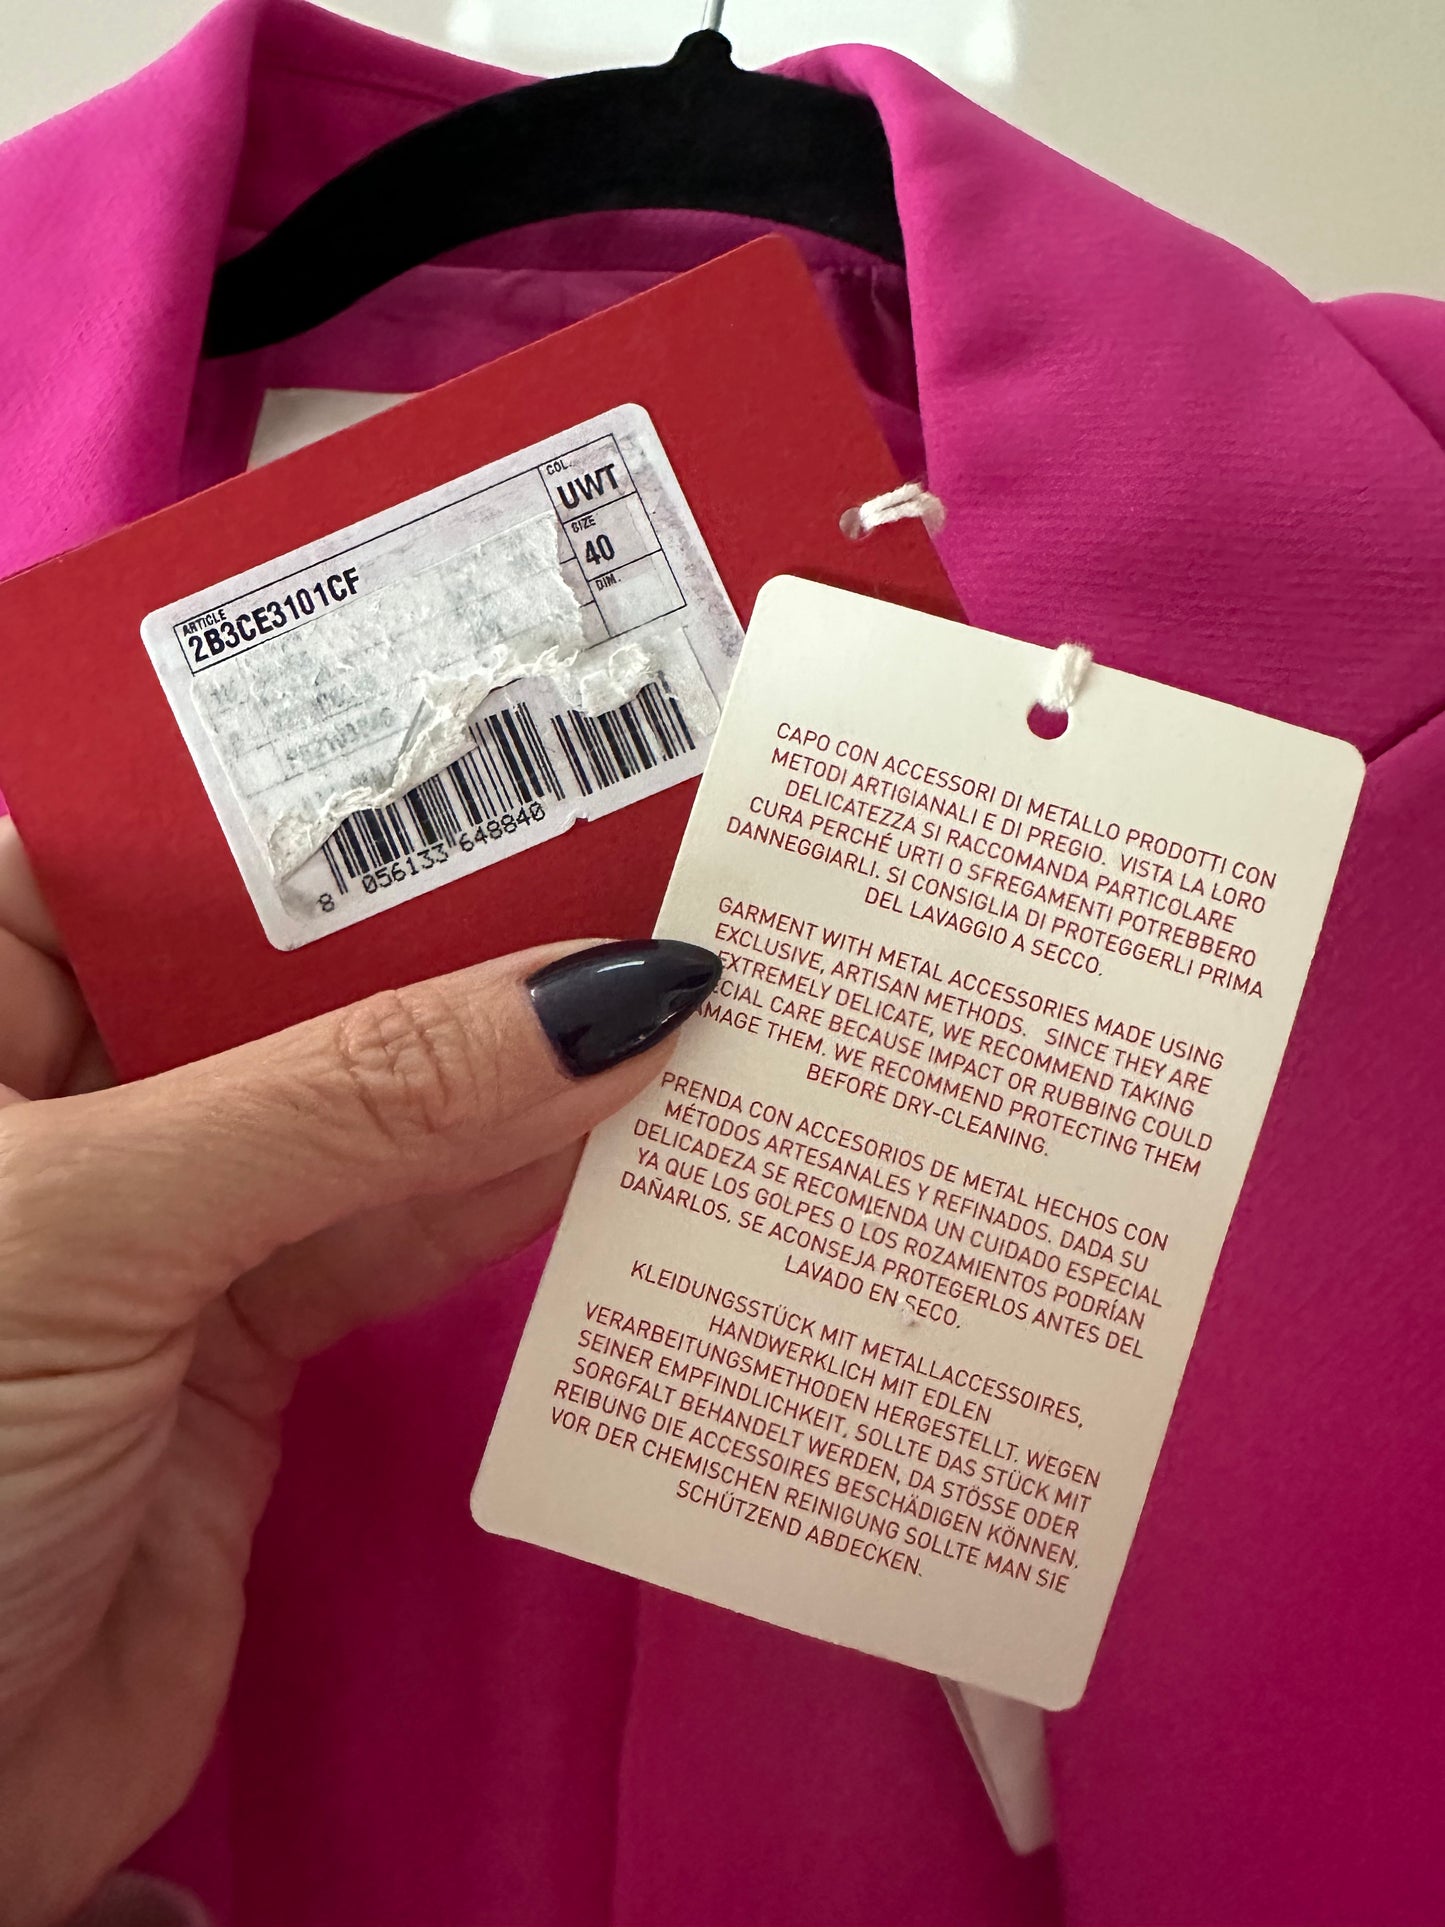 COL.
UWT
SIZE
40
DIM.
ARTICLE
2B3CE3101CF
8 056133 648840
CAPO CON ACCESSORI DI METALLO PRODOTTI CON
METODI ARTIGIANALI E DI PREGIO. VISTA LA LORO
DELICATEZZA SI RACCOMANDA PARTICOLARE
CURA PERCHÉ URTI O SFREGAMENTI POTREBBERO
DANNEGGIARLI. SI CONSIGLIA DI PROTEGGERLI PRIMA
DEL LAVAGGIO A SECCO.
GARMENT WITH METAL ACCESSORIES MADE USING
EXCLUSIVE, ARTISAN METHODS. SINCE THEY ARE
EXTREMELY DELICATE, WE RECOMMEND TAKING
ECIAL CARE BECAUSE IMPACT OR RUBBING COULD
AMAGE THEM. WE RECOMMEND PROTECTING THEM
BEFORE DRY-CLEANING.
PRENDA CON ACCESORIOS DE METAL HECHOS CON
MÉTODOS ARTESANALES Y REFINADOS. DADA SU
DELICADEZA SE RECOMIENDA UN CUIDADO ESPECIAL
YA QUE LOS GOLPES O LOS ROZAMIENTOS PODRÍAN
DAÑARLOS. SE ACONSEJA PROTEGERLOS ANTES DEL
LAVADO EN SECO.
KLEIDUNGSSTÜCK MIT METALLACCESSOIRES,
HANDWERKLICH MIT EDLEN
VERARBEITUNGSMETHODEN HERGESTELLT. WEGEN
SEINER EMPFINDLICHKEIT, SOLLTE DAS STÜCK MIT
SORGFALT BEHANDELT WERDEN, DA STÖSSE ODER
REIBUNG DIE ACCESSOIRES BESCHÄDIGEN KÖNNEN.
VOR DER CHEMISCHEN REINIGUNG SOLLTE MAN SIE
SCHÜTZEND ABDECKEN.